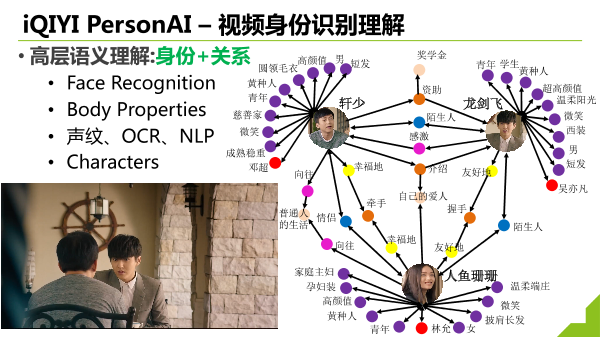 iQIYI PersonAI – 视频身份识别理解
• 高层语义理解:身份+关系
• Face Recognition
• Body Properties
• 声纹、OCR、NLP
• Characters
圆领毛衣
高颜值
男
短发
黄种人
青年
慈善家
微笑
成熟稳重
邓超
轩少
奖学金
资助
陌生人
感激
介绍
自己的爱人
龙剑飞
青年
学生
黄种人
超高颜值
温柔阳光
微笑
西装
男
短发
吴亦凡
向往
普通人
的生活
向往
幸福地
牵手
情侣
幸福地
友好地
握手
友好地
陌生人
人鱼珊珊
家庭主妇
孕妇装
高颜值
黄种人
青年
林允
女
披肩长发
微笑
温柔端庄